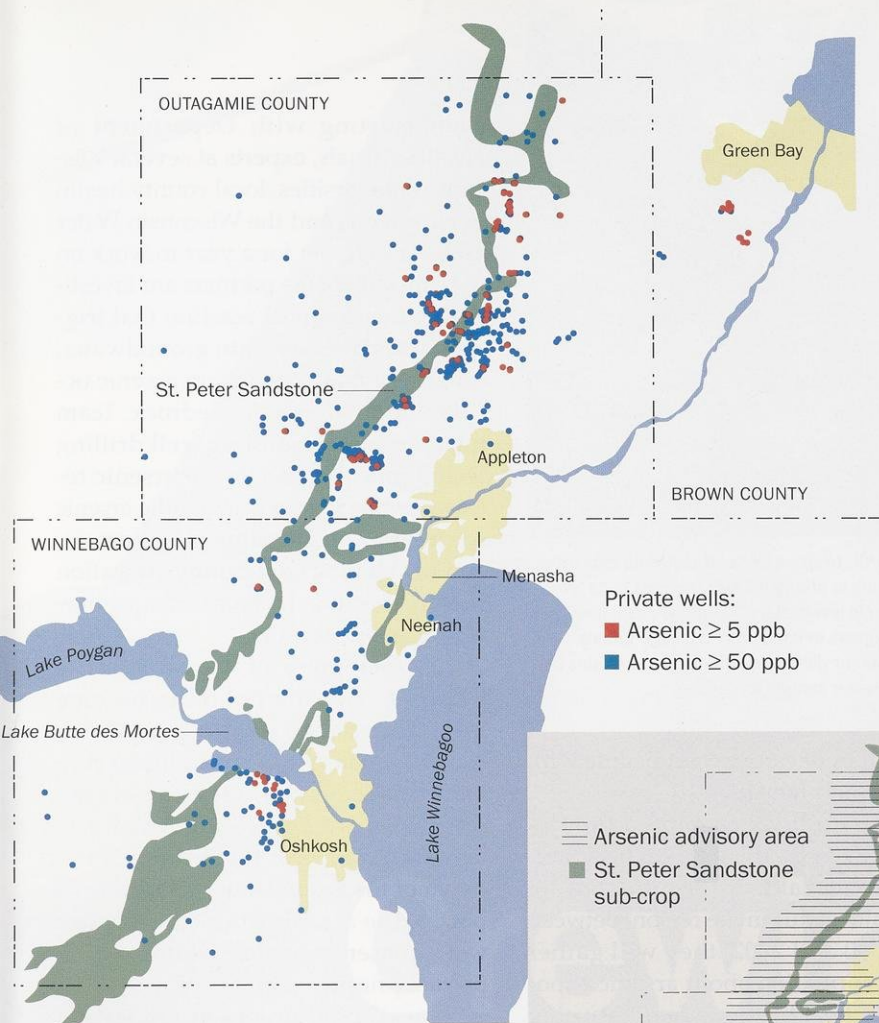 OUTAGAMIE COUNTY
Green Bay
St. Peter Sandstone
Appleton
BROWN COUNTY
WINNEBAGO COUNTY
Menasha
Neenah
Private wells:
Arsenic ≥ 5 ppb
Arsenic ≥ 50 ppb
Lake Poygan
Lake Butte des Mortes
Lake Winnebagoo
Oshkosh
Arsenic advisory area
St. Peter Sandstone
sub-crop